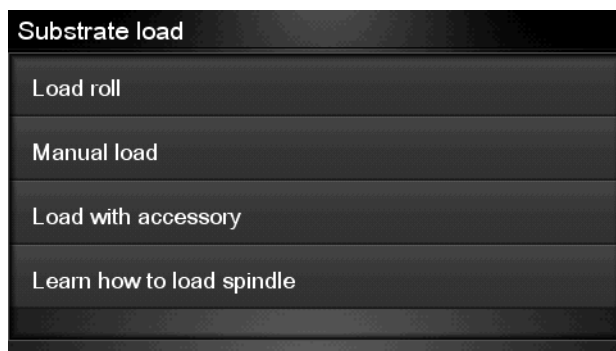 Substrate load
Load roll
Manual load
Load with accessory
Learn how to load spindle